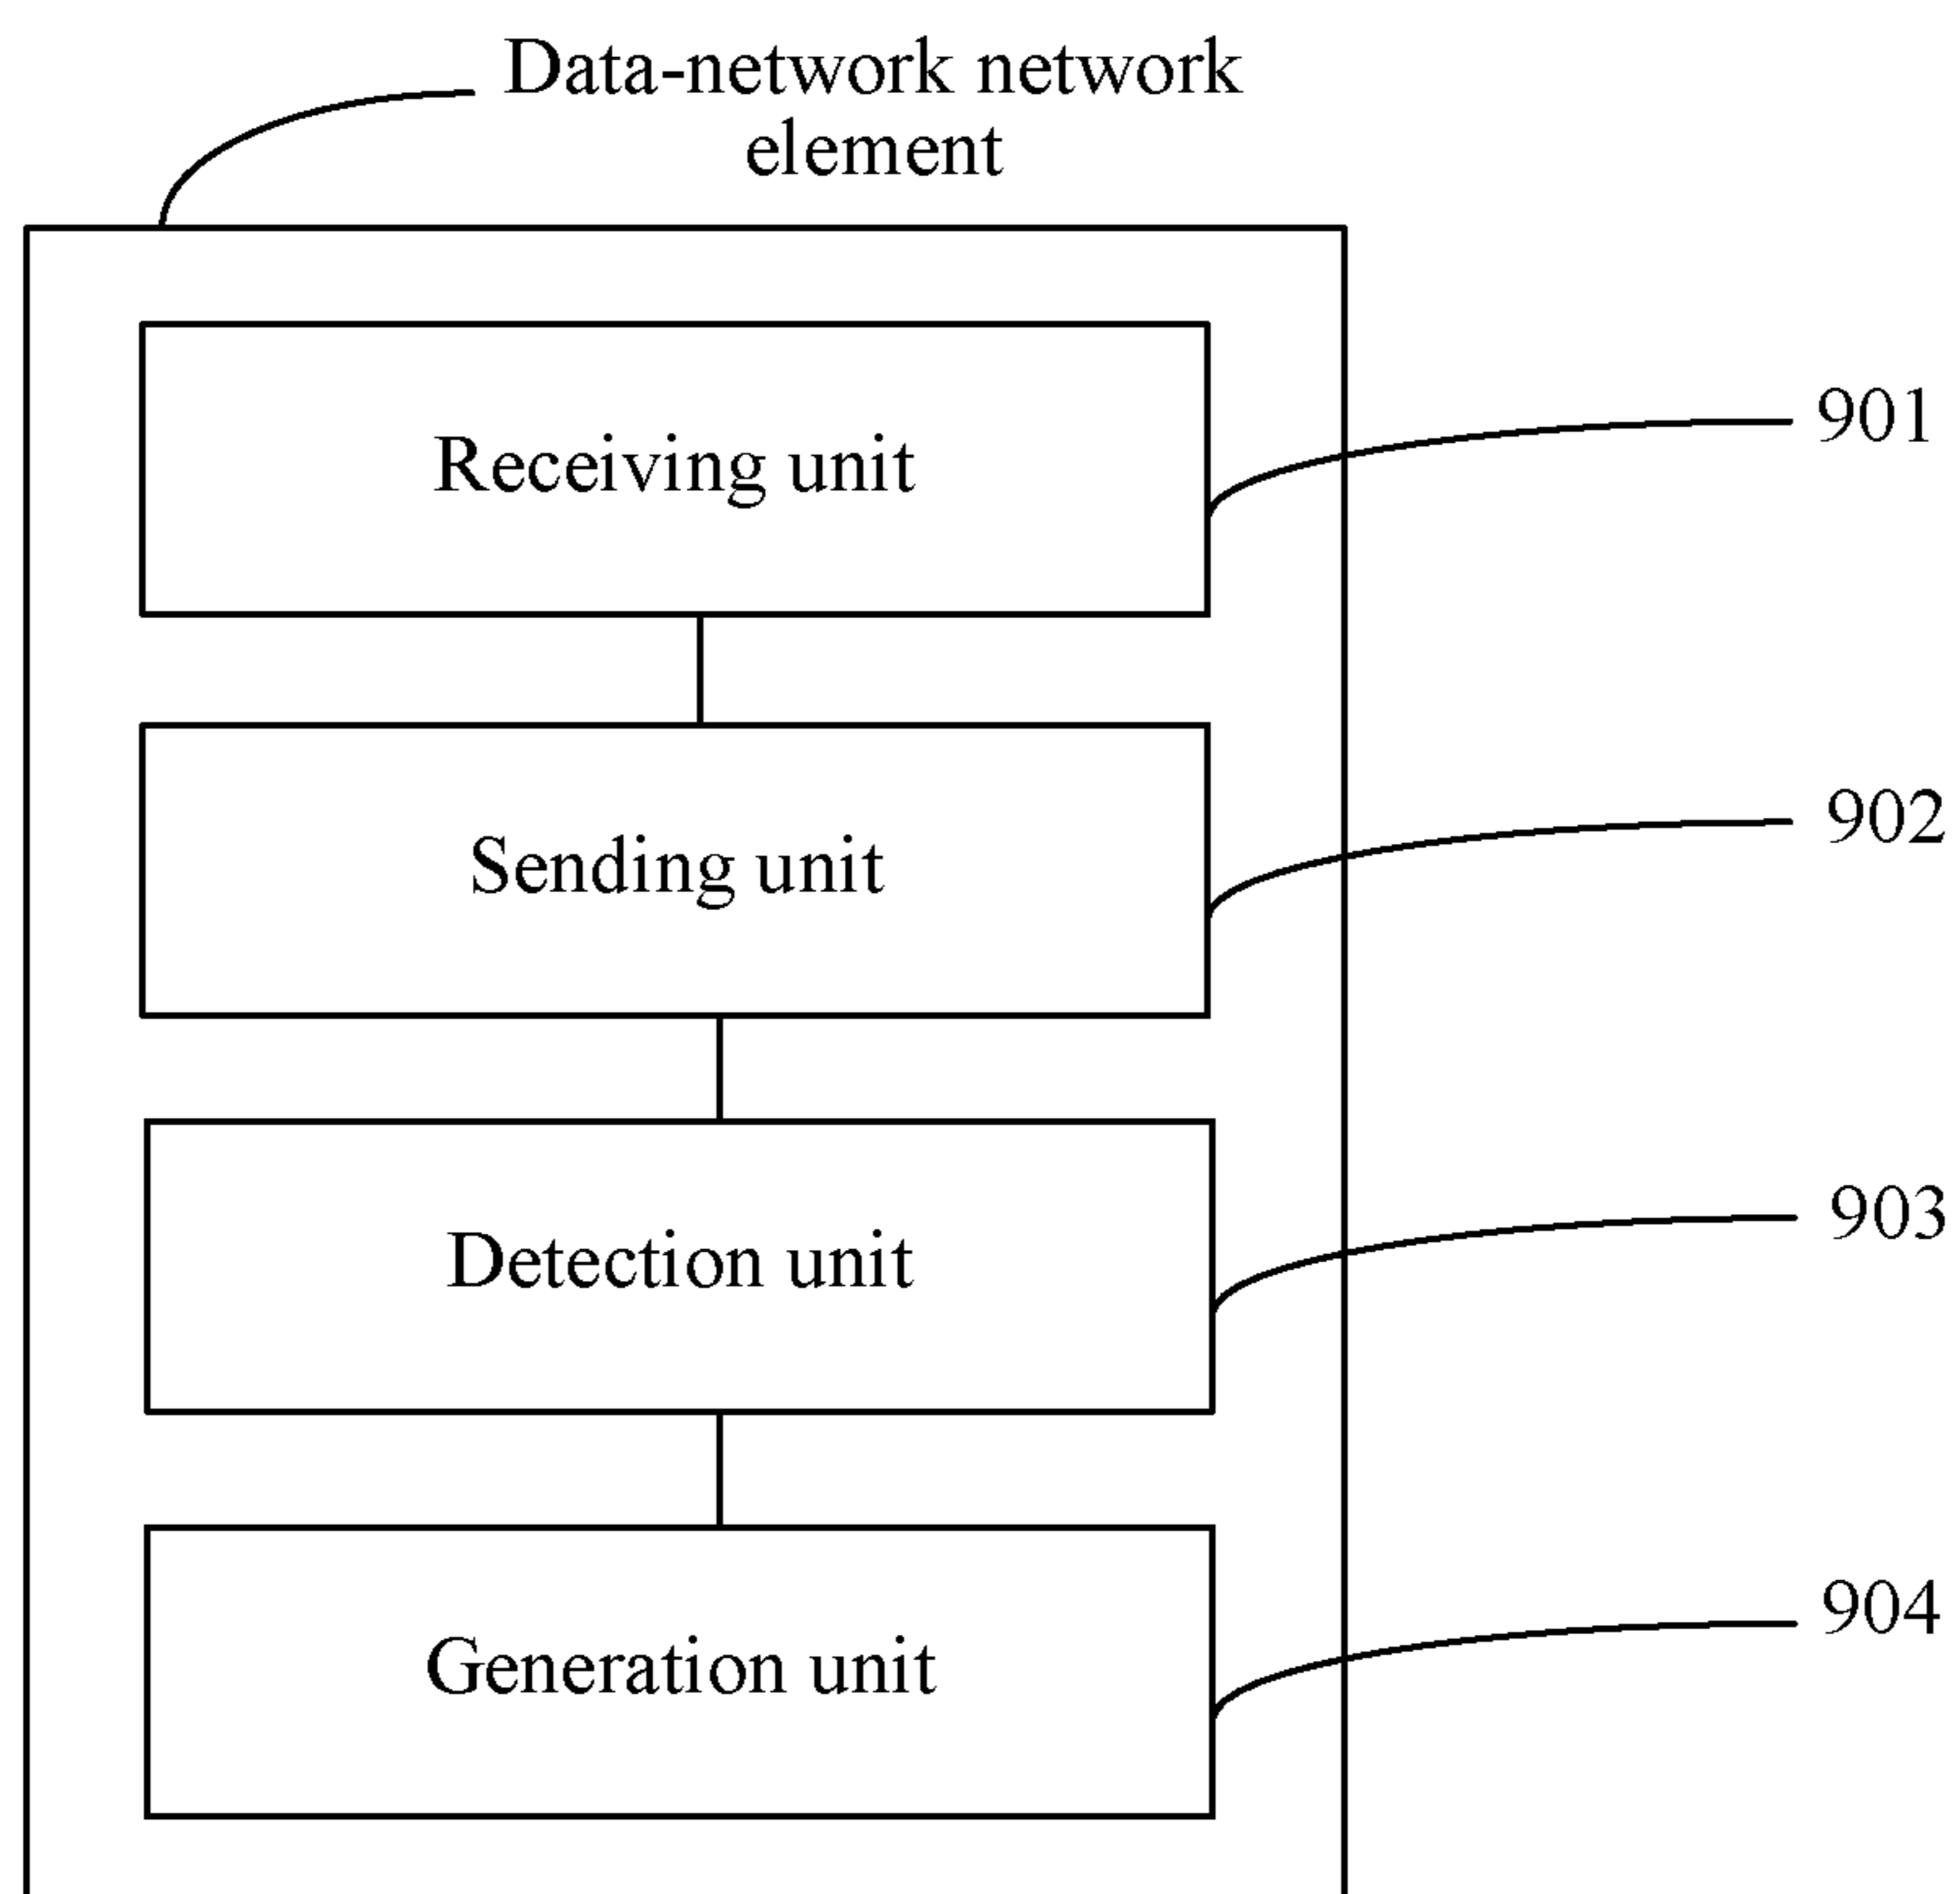 Data-network network
element
Receiving unit
901
Sending unit
902
Detection unit
903
Generation unit
904